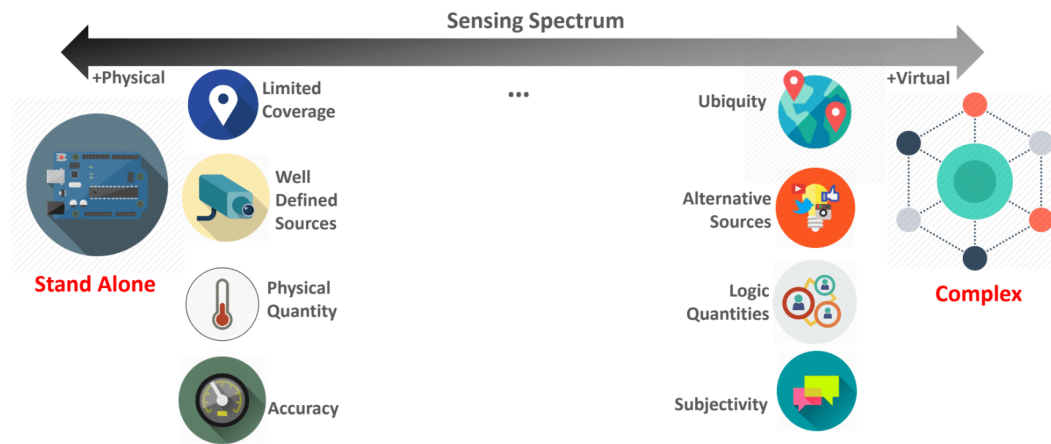 Sensing Spectrum
+Physical
+Virtual
Limited
Coverage
...
Ubiquity
Well
Defined
Sources
Alternative
Sources
Stand Alone
Complex
Physical
Quantity
Logic
Quantities
Accuracy
Subjectivity